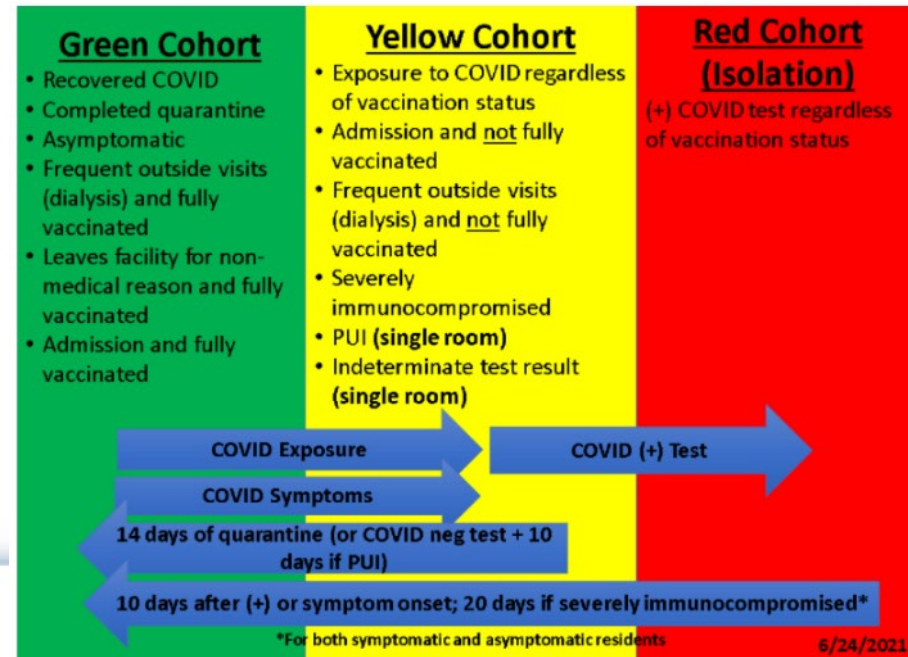 Green Cohort
• Recovered COVID
• Completed quarantine
• Asymptomatic
• Frequent outside visits
(dialysis) and fully
vaccinated
• Leaves facility for non-
medical reason and fully
vaccinated
• Admission and fully
vaccinated
Yellow Cohort
• Exposure to COVID regardless
of vaccination status
• Admission and not fully
vaccinated
• Frequent outside visits
(dialysis) and not fully
vaccinated
• Severely
immunocompromised
• PUI (single room)
• Indeterminate test result
(single room)
Red Cohort
(Isolation)
(+) COVID test regardless
of vaccination status
COVID Exposure
COVID (+) Test
COVID Symptoms
14 days of quarantine (or COVID neg test + 10
days if PUI)
10 days after (+) or symptom onset; 20 days if severely immunocompromised*
*For both symptomatic and asymptomatic residents
6/24/2021